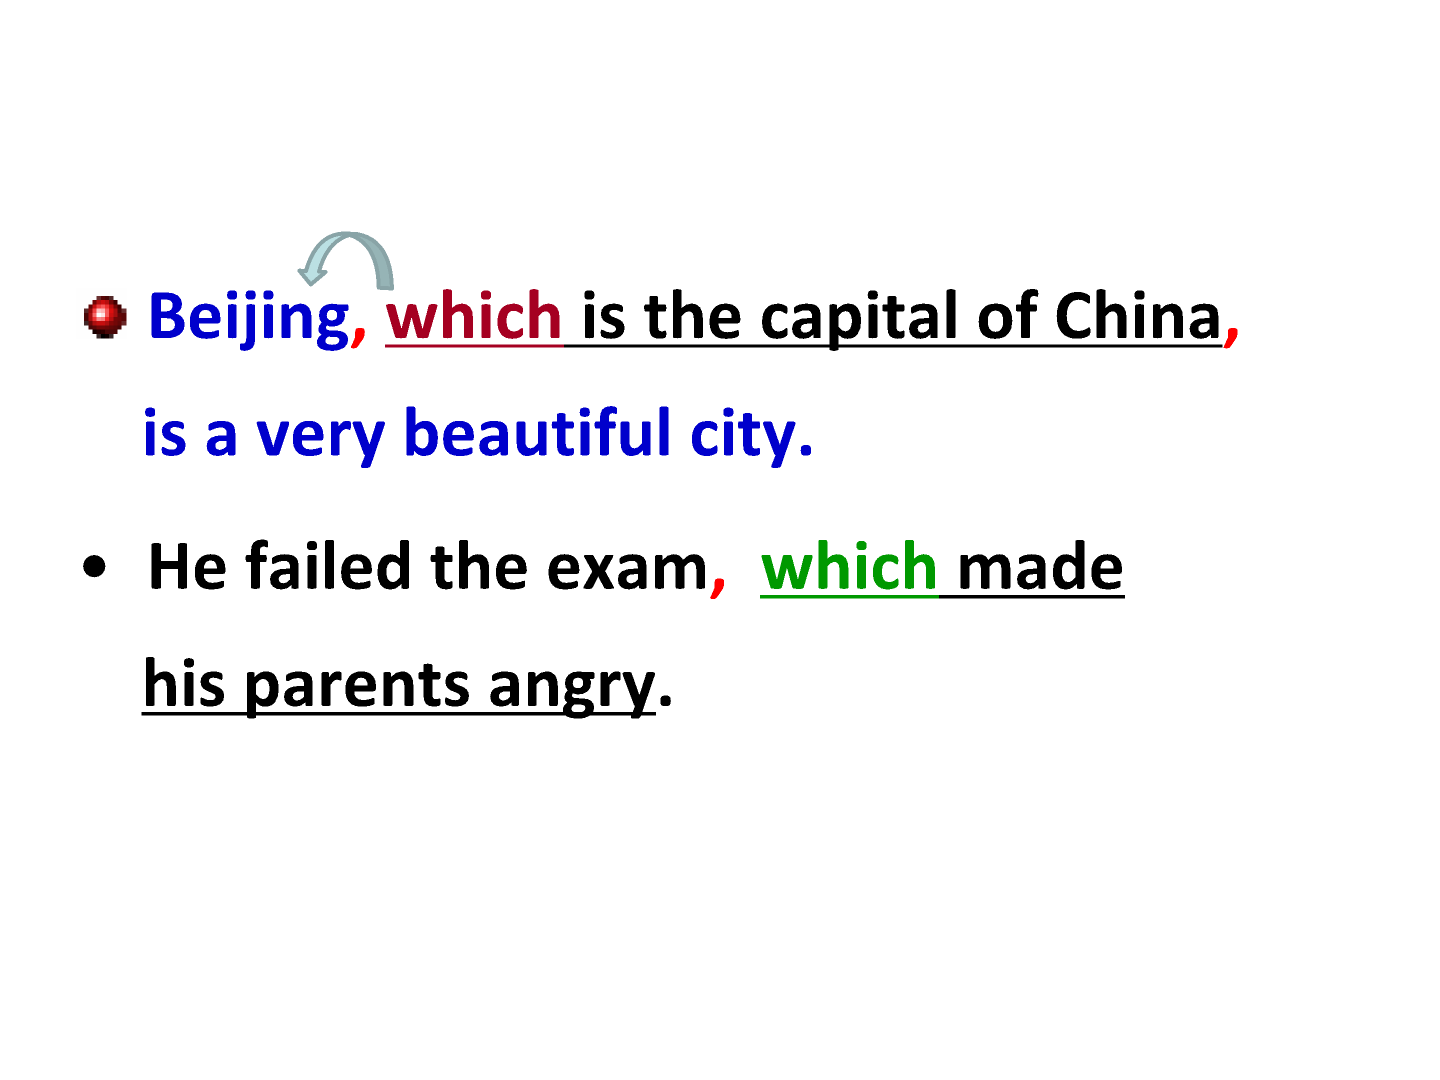 Beijing, which is the capital of China,
is a very beautiful city.
• He failed the exam, which made
his parents angry.